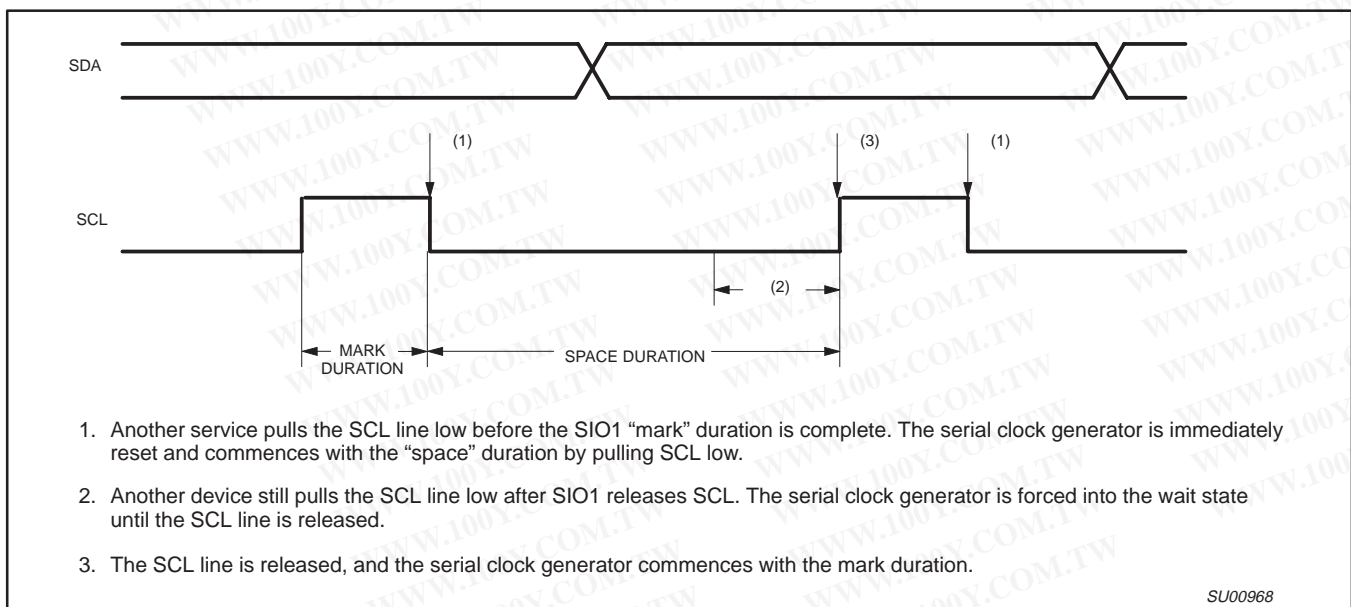 SDA
(1)
(3)
(1)
SCL
(2)
MARK
DURATION
SPACE DURATION
1. Another service pulls the SCL line low before the SIO1 “mark” duration is complete. The serial clock generator is immediately
reset and commences with the “space” duration by pulling SCL low.
2. Another device still pulls the SCL line low after SIO1 releases SCL. The serial clock generator is forced into the wait state
until the SCL line is released.
3. The SCL line is released, and the serial clock generator commences with the mark duration.
SU00968
WWW.100Y.COM.TW